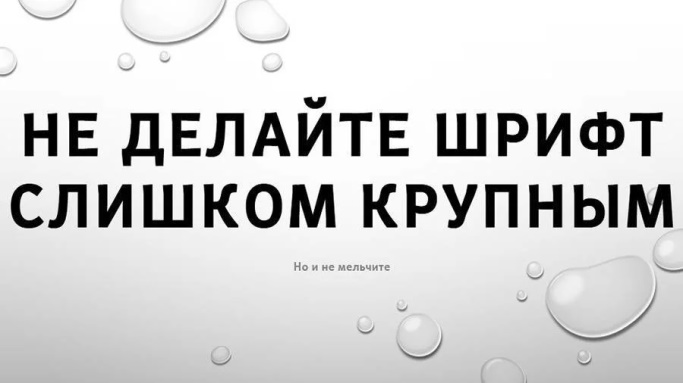 НЕ ДЕЛАЙТЕ ШРИФТ
СЛИШКОМ КРУПНЫМ
Но и не мельчите